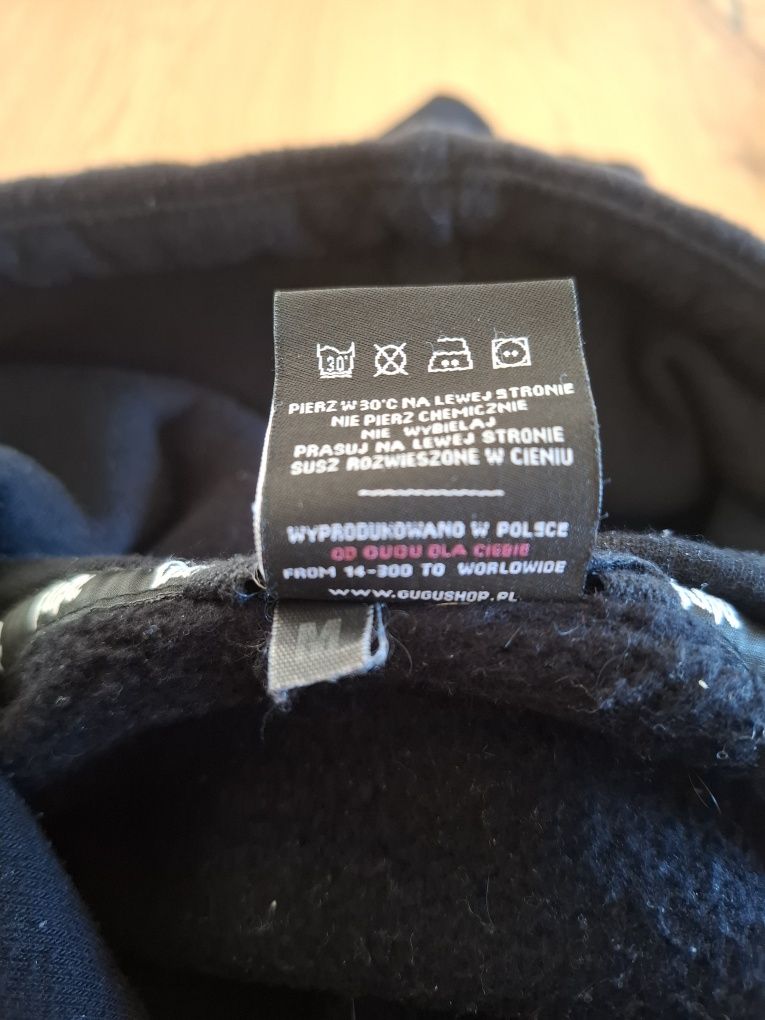 30°
PIERZ W 30°C NA LEWEJ STRONIE
NIE PIERZ CHEMICZNIE
NIE WYBIELAJ
PRASUJ NA LEWEJ STRONIE
SUSZ ROZWIESZONE W CIENIU
WYPRODUKOWANO W POLSCE
OD GUGU DLA CIEBIE
FROM 14-300 TO WORLDWIDE
WWW.GUGUSHOP.PL
M